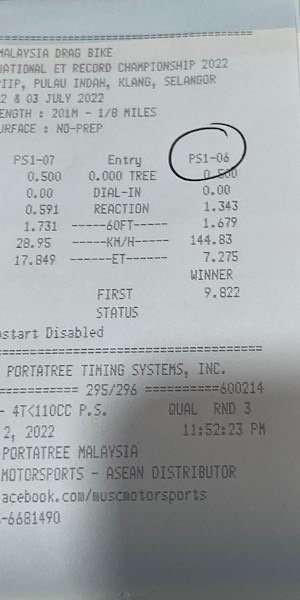 MALAYSIA DRAG BIKE
NATIONAL ET RECORD CHAMPIONSHIP 2022
PIIP, PULAU INDAH, KLANG, SELANGOR
2 & 03 JULY 2022
ENGTH : 201M - 1/8 MILES
URFACE : NO-PREP
PS1-07 Entry PS1-06
0.500 0.000 TREE 0.500
0.00 DIAL-IN 0.00
0.591 REACTION 1.343
1.731 -----60FT----- 1.679
28.95 -----KM/H----- 144.83
17.849 ------ET------ 7.275
WINNER
FIRST 9.822
STATUS
ostart Disabled
PORTATREE TIMING SYSTEMS, INC.
=========== 295/296 ==========600214
- 4T<110CC P.S. QUAL RND 3
2, 2022 11:52:23 PM
PORTATREE MALAYSIA
MOTORSPORTS - ASEAN DISTRIBUTOR
acebook.com/muscmotorsports
-6681490